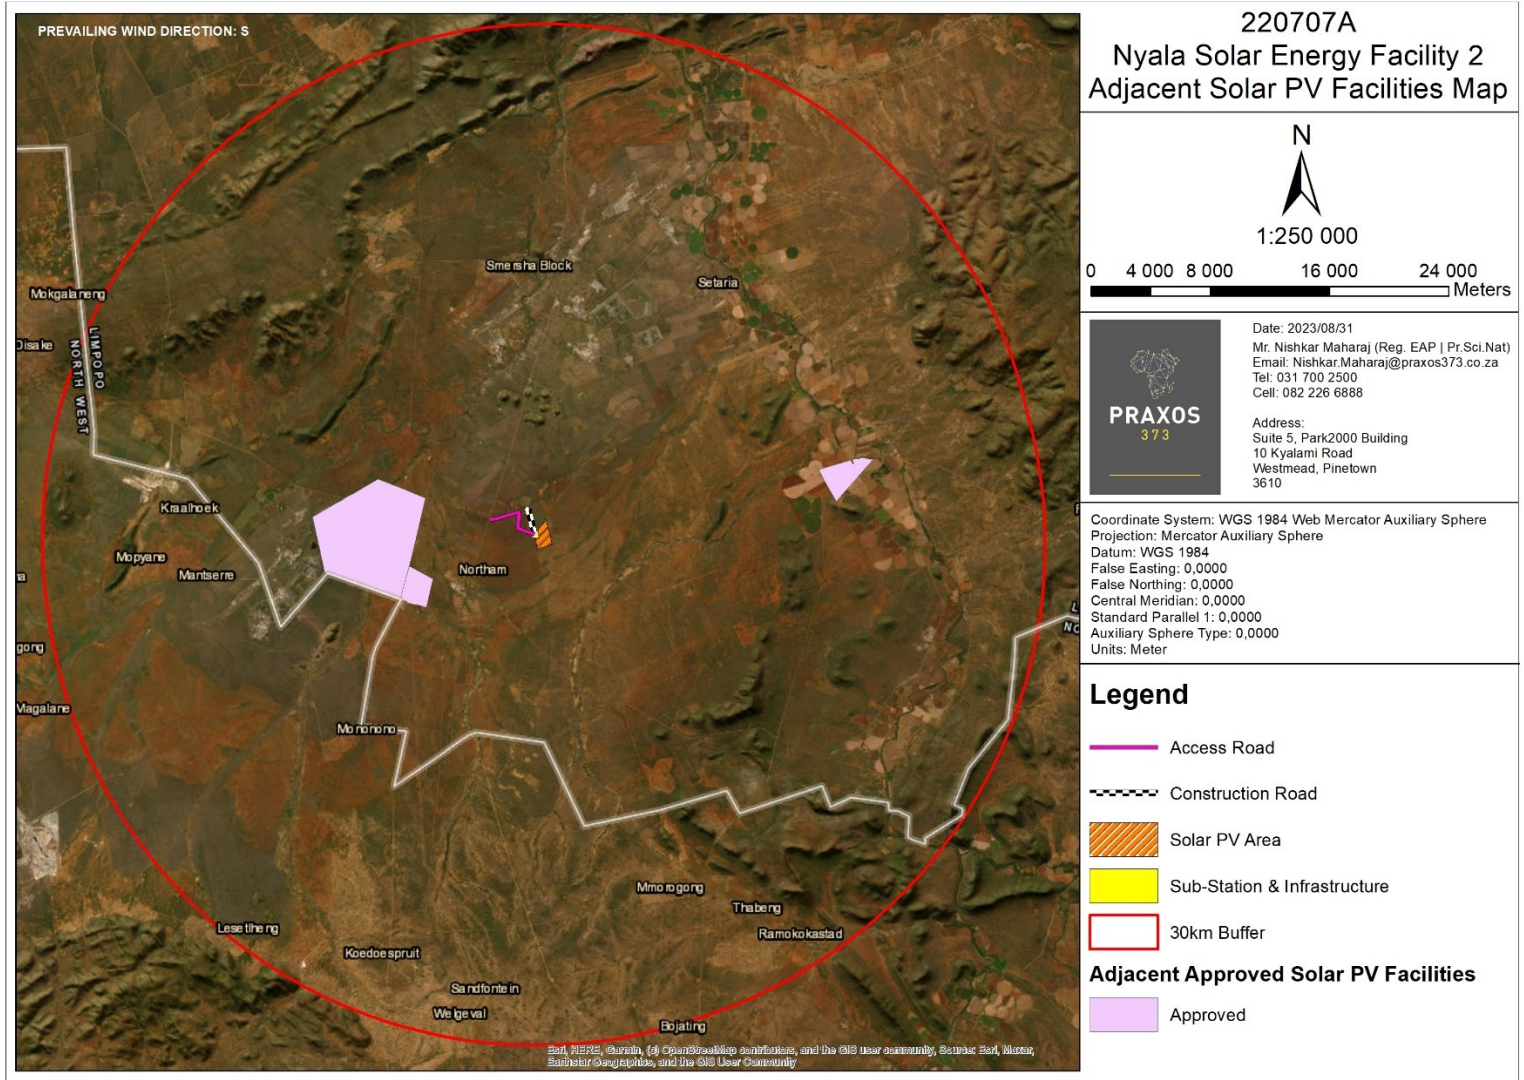 PREVAILING WIND DIRECTION: S
220707A
Nyala Solar Energy Facility 2
Adjacent Solar PV Facilities Map
N
1:250 000
0 4 000 8 000 16 000 24 000
Meters
PRAXOS
373
Date: 2023/08/31
Mr. Nishkar Maharaj (Reg. EAP | Pr.Sci.Nat)
Email: Nishkar.Maharaj@praxos373.co.za
Tel: 031 700 2500
Cell: 082 226 6888
Address:
Suite 5, Park2000 Building
10 Kyalami Road
Westmead, Pinetown
3610
Coordinate System: WGS 1984 Web Mercator Auxiliary Sphere
Projection: Mercator Auxiliary Sphere
Datum: WGS 1984
False Easting: 0,0000
False Northing: 0,0000
Central Meridian: 0,0000
Standard Parallel 1: 0,0000
Auxiliary Sphere Type: 0,0000
Units: Meter
Legend
Access Road
Construction Road
Solar PV Area
Sub-Station & Infrastructure
30km Buffer
Adjacent Approved Solar PV Facilities
Approved
Smersha Block
Setaria
Mokgalaneng
Disake
LIMPOPO
NORTH WEST
Kraalhoek
Mopyane
Mantserre
Northam
gong
Magalane
Mononono
Mmorogong
Thabeng
Ramokokastad
Lesetlheng
Koedoespruit
Sandfontein
Welgeval
Bojating
Esri, HERE, Garmin, (c) OpenStreetMap contributors, and the GIS user community, Source: Esri, Maxar,
Earthstar Geographics, and the GIS User Community